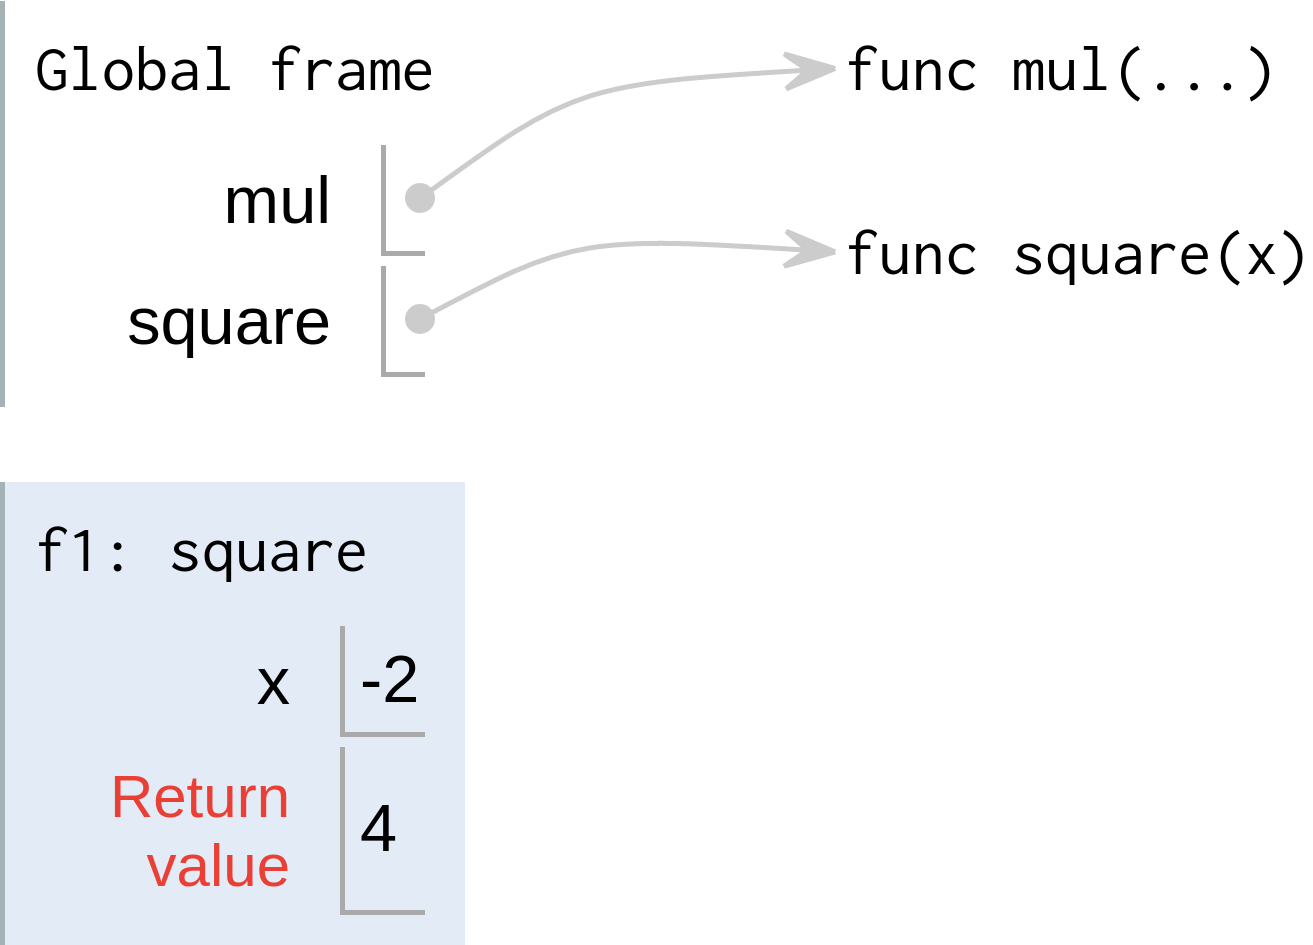 Global frame
func mul(...)
mul
func square(x)
square
f1: square
x -2
Return
value
4